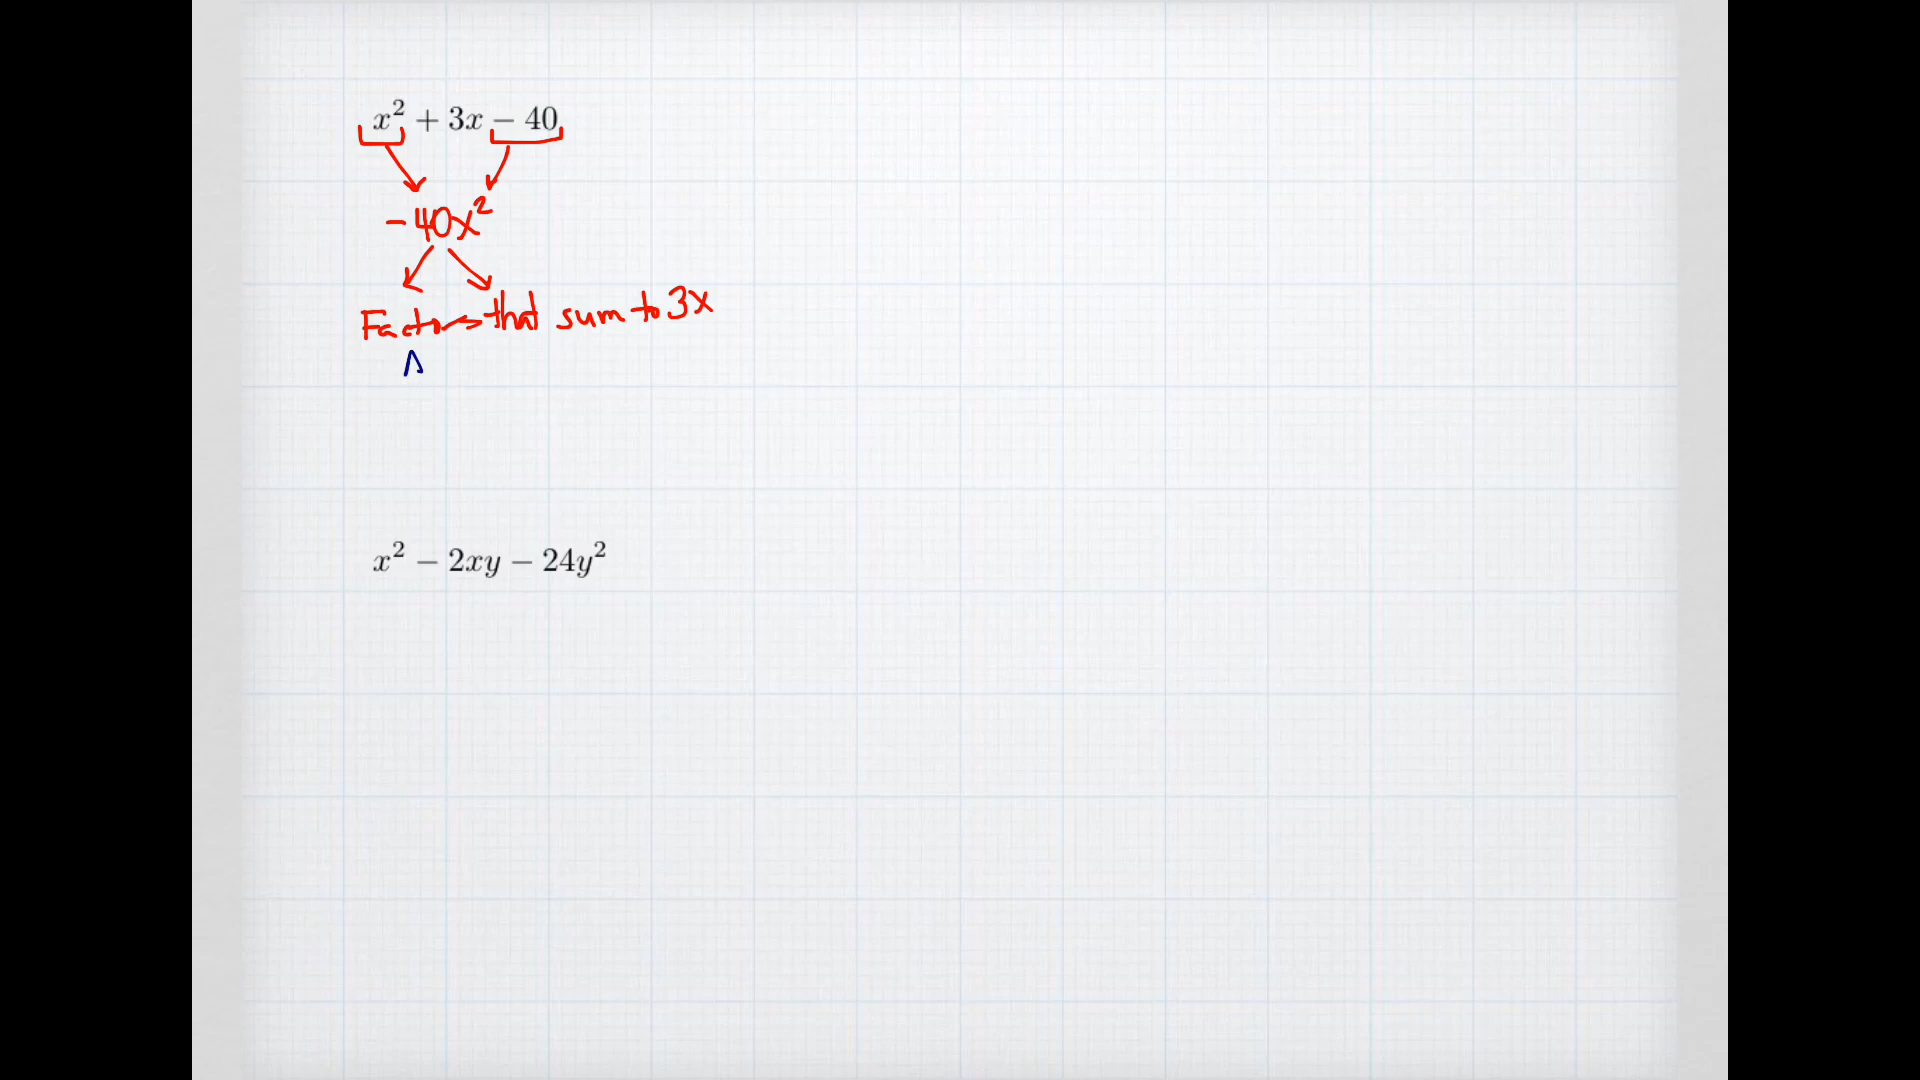 x² + 3x − 40
-40x²
Factors that sum to 3x
x² − 2xy − 24y²